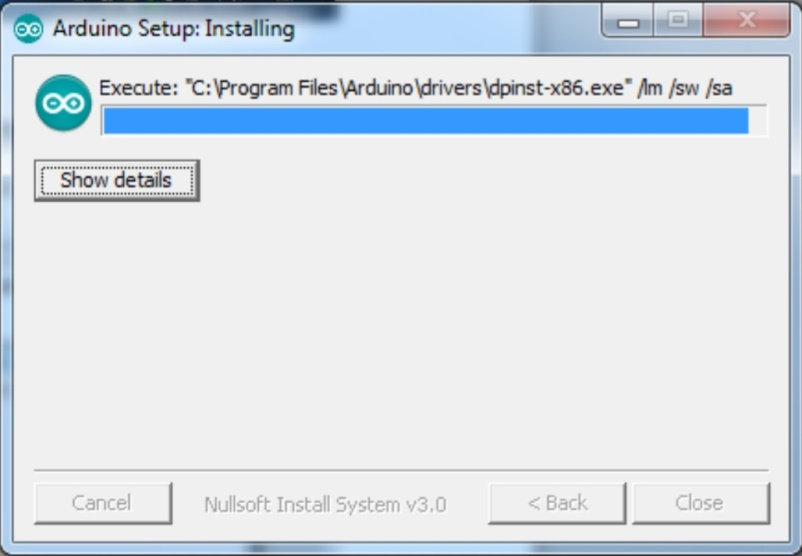 Arduino Setup: Installing
Execute: "C:\Program Files\Arduino\drivers\dpinst-x86.exe" /lm /sw /sa
Show details
Cancel
Nullsoft Install System v3.0
< Back
Close